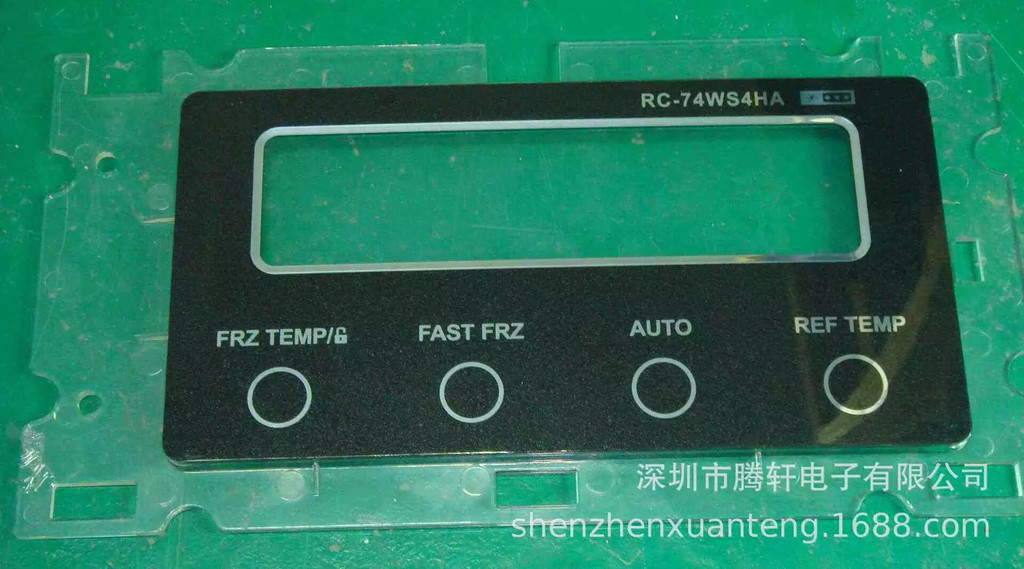 RC-74WS4HA
FRZ TEMP/
FAST FRZ
AUTO
REF TEMP
深圳市腾轩电子有限公司
shenzhenxuanteng.1688.com